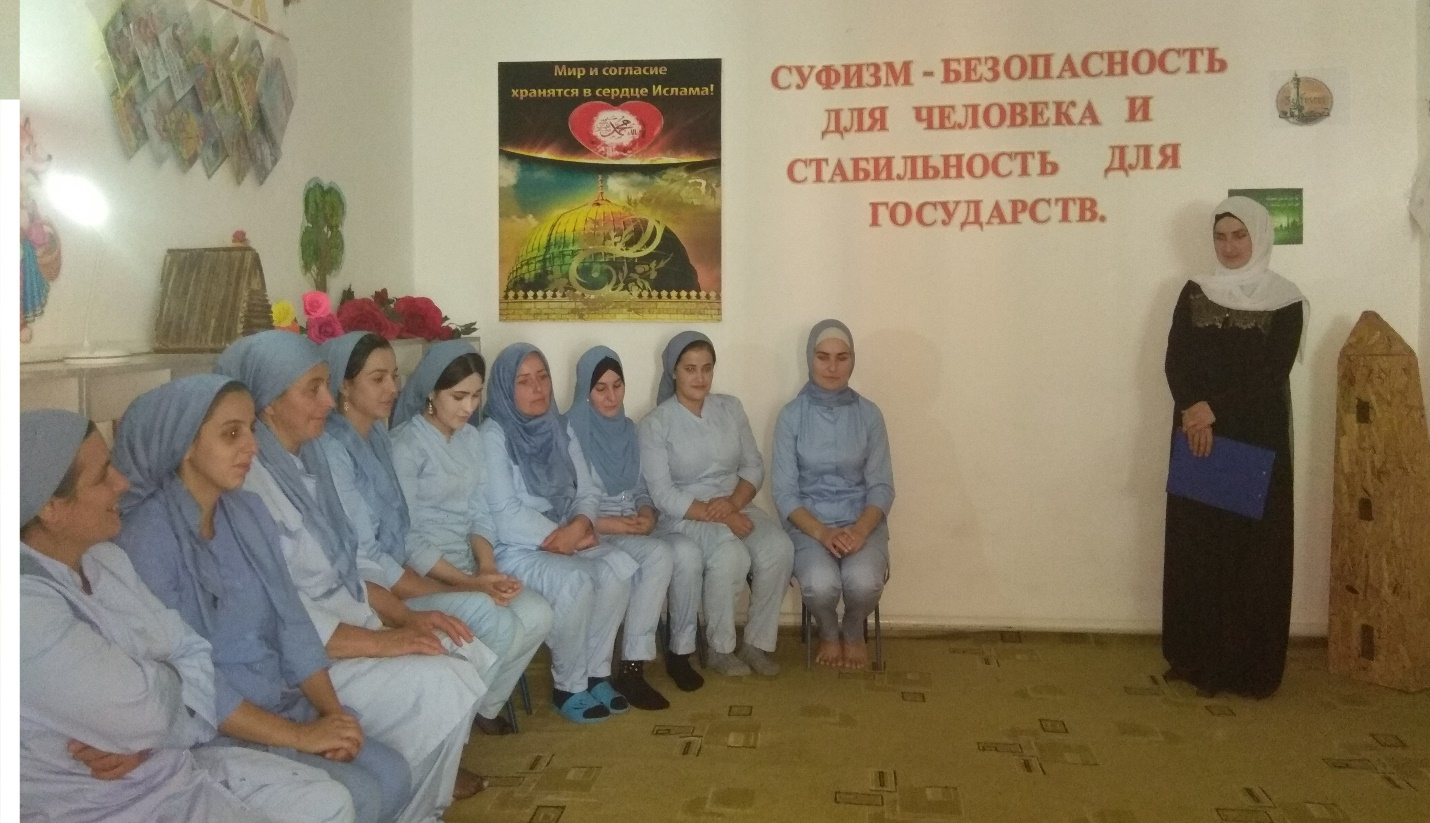 Мир и согласие
хранятся в сердце Ислама!
СУФИЗМ - БЕЗОПАСНОСТЬ
ДЛЯ ЧЕЛОВЕКА И
СТАБИЛЬНОСТЬ ДЛЯ
ГОСУДАРСТВ.